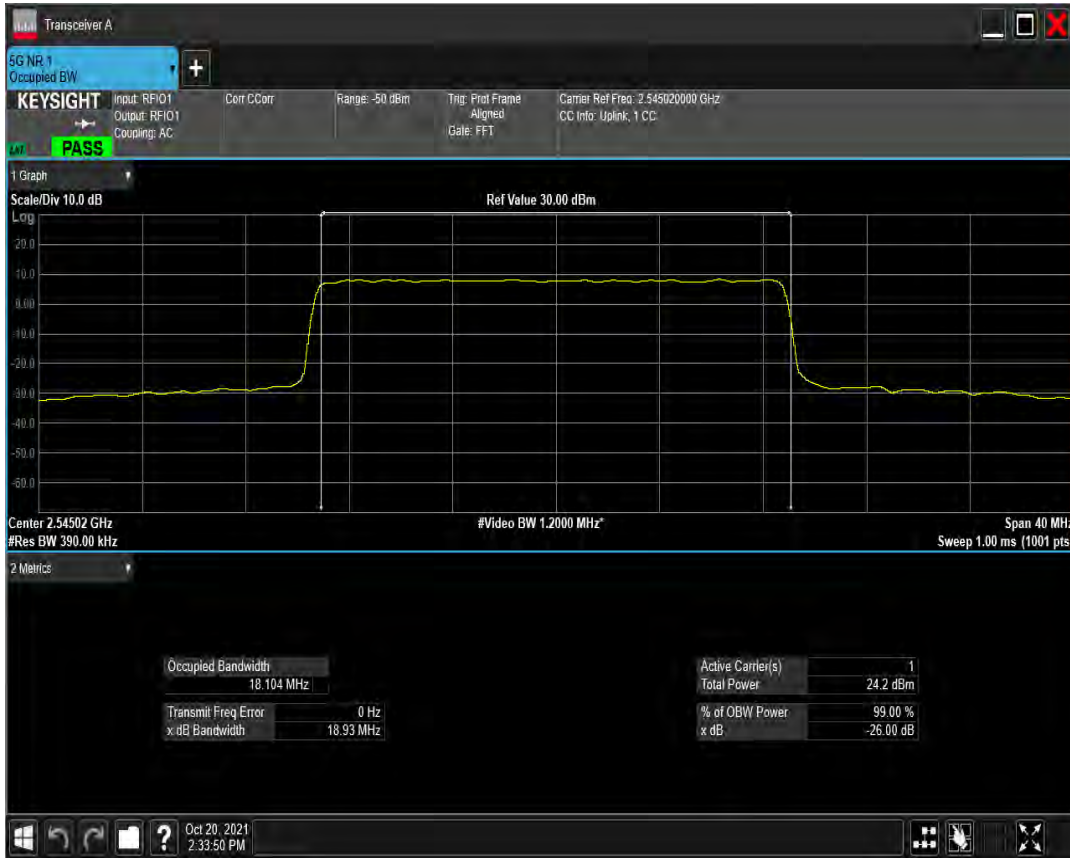 Transceiver A
5G NR 1
Occupied BW
+
KEYSIGHT
Input: RFIO1
Output: RFIO1
Coupling: AC
Corr CCorr
Range: -50 dBm
Trig: Prot Frame
Aligned
Gate: FFT
Carrier Ref Freq: 2.545020000 GHz
CC Info: Uplink, 1 CC
PASS
1 Graph
Scale/Div 10.0 dB
Ref Value 30.00 dBm
Log
20.0
10.0
0.00
-10.0
-20.0
-30.0
-40.0
-50.0
-60.0
Center 2.54502 GHz
#Video BW 1.2000 MHz*
Span 40 MHz
#Res BW 390.00 kHz
Sweep 1.00 ms (1001 pts
2 Metrics
Occupied Bandwidth
18.104 MHz
Transmit Freq Error 0 Hz
x dB Bandwidth 18.93 MHz
Active Carrier(s) 1
Total Power 24.2 dBm
% of OBW Power 99.00 %
x dB -26.00 dB
?
Oct 20, 2021
2:33:50 PM